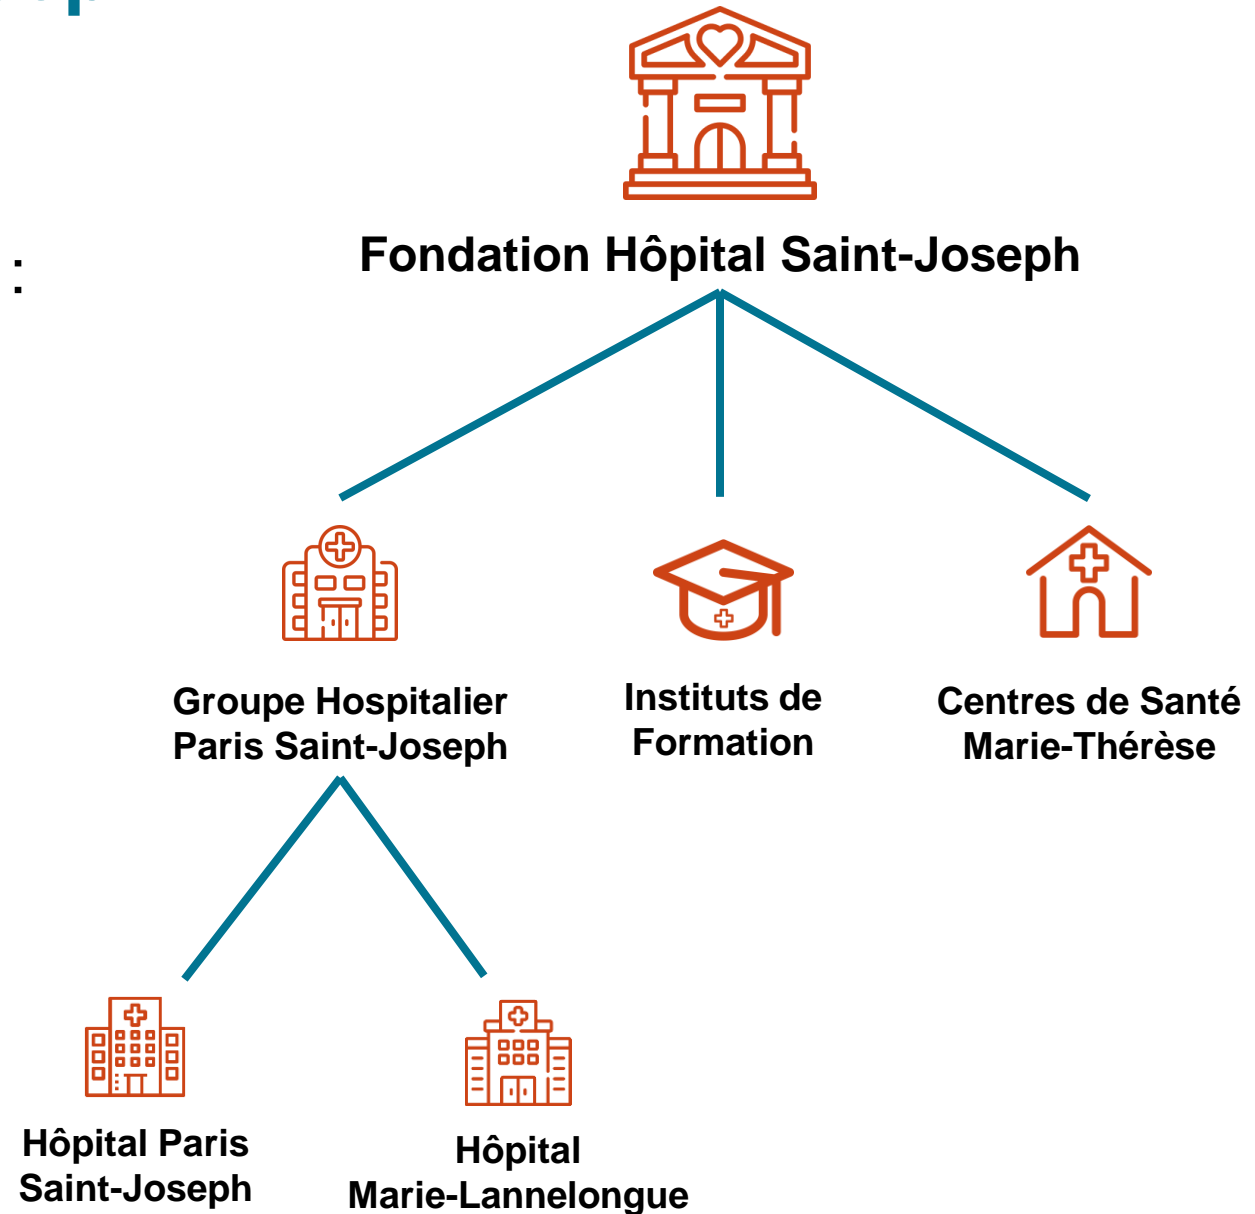 :
Fondation Hôpital Saint-Joseph
Groupe Hospitalier
Paris Saint-Joseph
Instituts de
Formation
Centres de Santé
Marie-Thérèse
Hôpital Paris
Saint-Joseph
Hôpital
Marie-Lannelongue